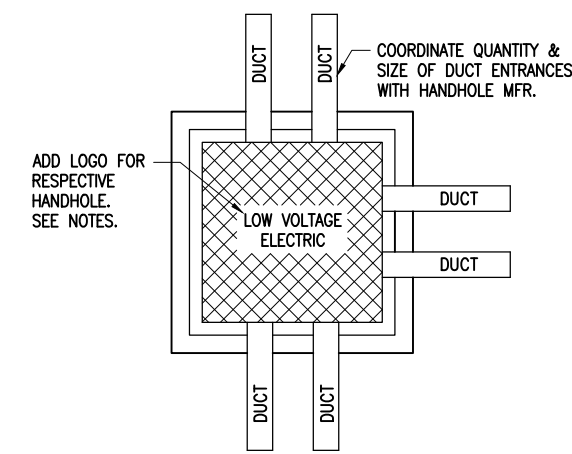 DUCT
DUCT
COORDINATE QUANTITY &
SIZE OF DUCT ENTRANCES
WITH HANDHOLE MFR.
ADD LOGO FOR
RESPECTIVE
HANDHOLE.
SEE NOTES.
LOW VOLTAGE
ELECTRIC
DUCT
DUCT
DUCT
DUCT